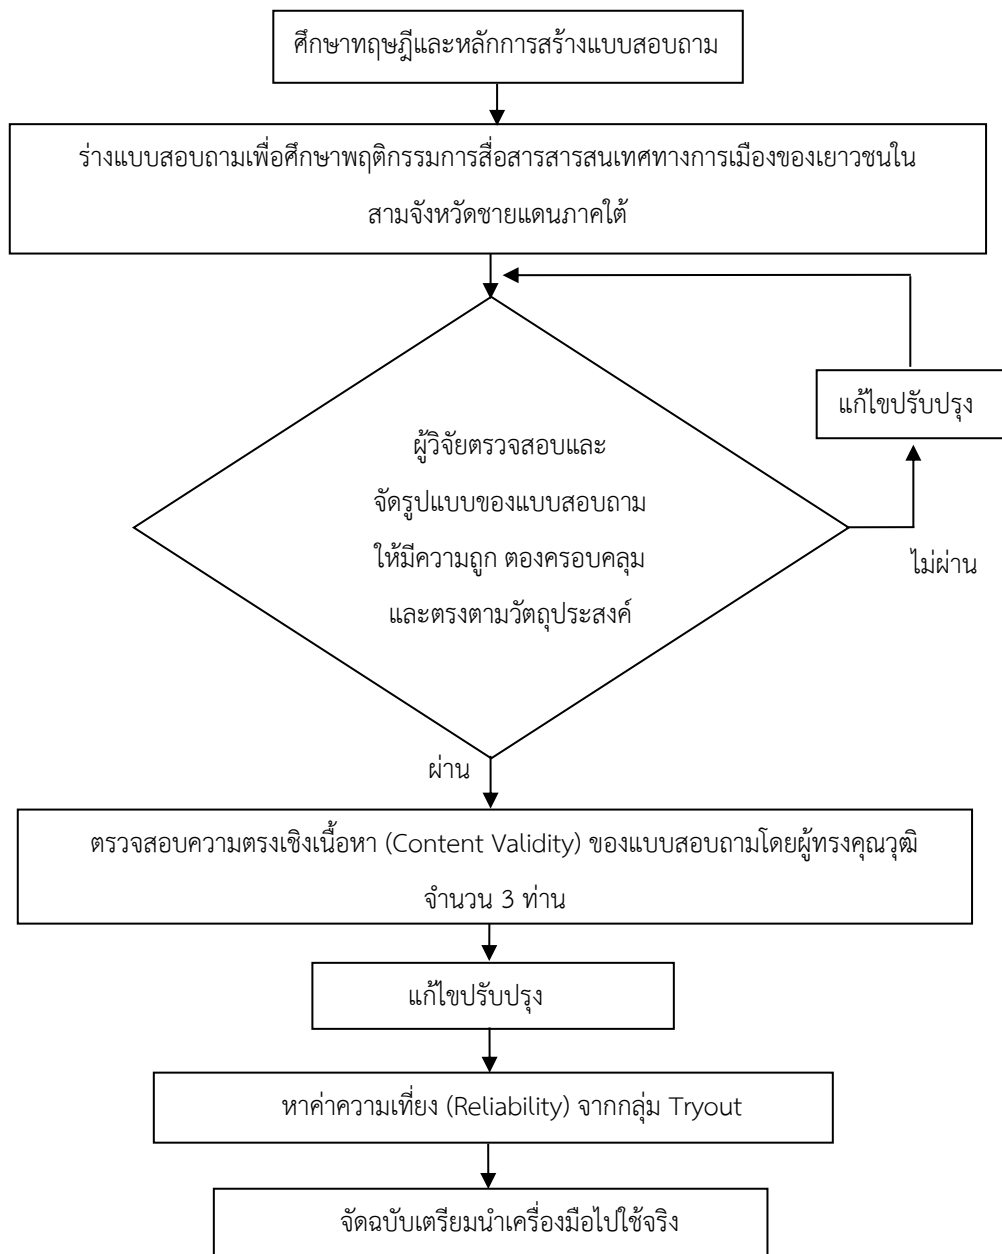 ศึกษาทฤษฎีและหลักการสร้างแบบสอบถาม
ร่างแบบสอบถามเพื่อศึกษาพฤติกรรมการสื่อสารสารสนเทศทางการเมืองของเยาวชนใน
สามจังหวัดชายแดนภาคใต้
แก้ไขปรับปรุง
ผู้วิจัยตรวจสอบและ
จัดรูปแบบของแบบสอบถาม
ให้มีความถูก ตองครอบคลุม
และตรงตามวัตถุประสงค์
ไม่ผ่าน
ผ่าน
ตรวจสอบความตรงเชิงเนื้อหา (Content Validity) ของแบบสอบถามโดยผู้ทรงคุณวุฒิ
จำนวน 3 ท่าน
แก้ไขปรับปรุง
หาค่าความเที่ยง (Reliability) จากกลุ่ม Tryout
จัดฉบับเตรียมนำเครื่องมือไปใช้จริง